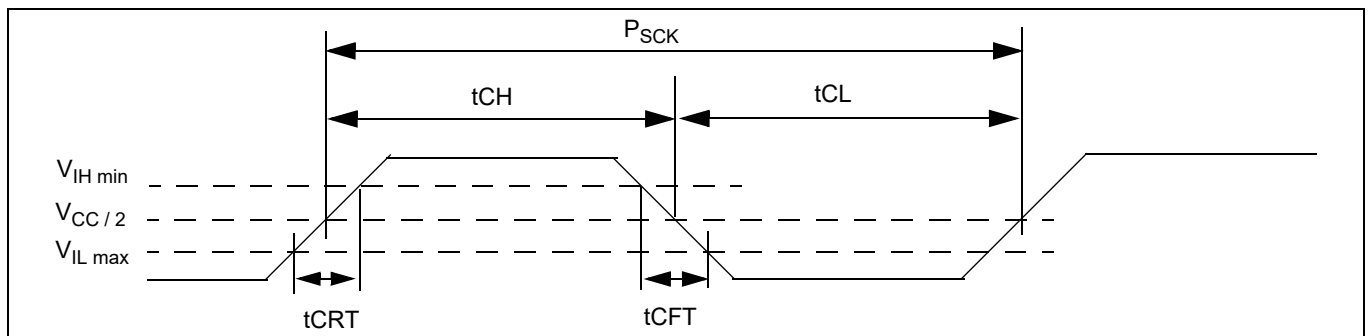 PSCK
tCH
tCL
VIH min
VCC / 2
VIL max
tCRT
tCFT